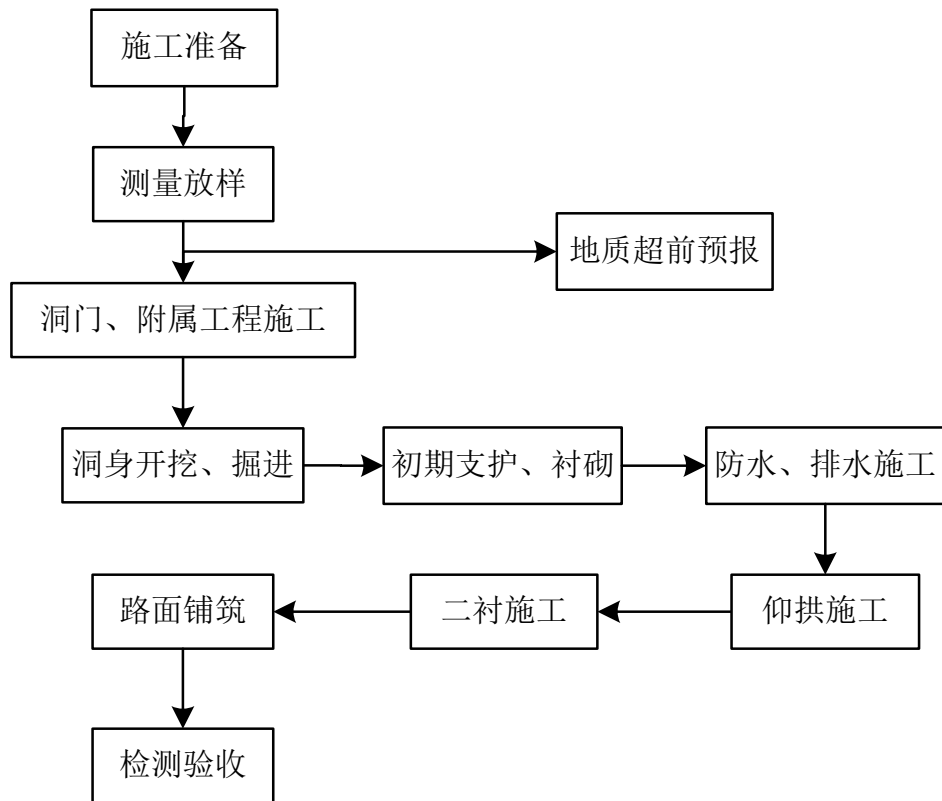 施工准备
测量放样
地质超前预报
洞门、附属工程施工
洞身开挖、掘进
初期支护、衬砌
防水、排水施工
仰拱施工
二衬施工
路面铺筑
检测验收